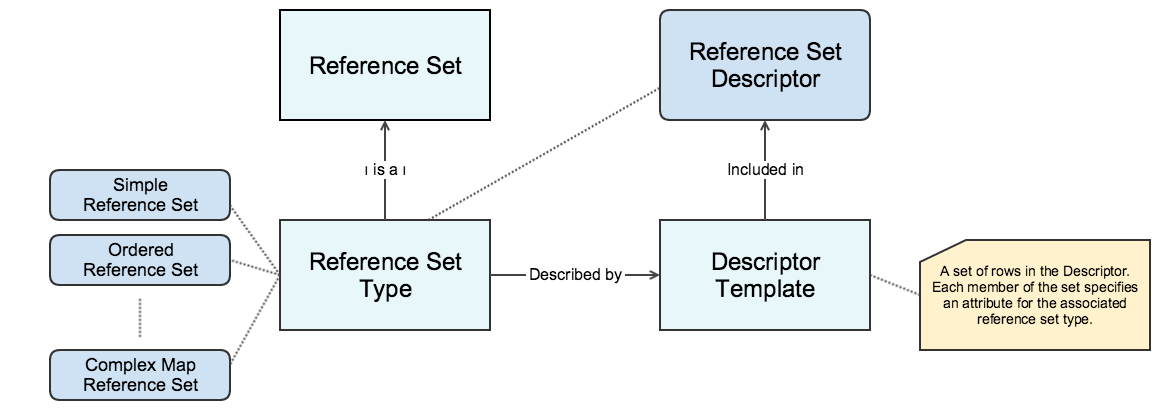 Reference Set
Reference Set
Descriptor
ı is a ı
Included in
Simple
Reference Set
Ordered
Reference Set
Complex Map
Reference Set
Reference Set
Type
Described by
Descriptor
Template
A set of rows in the Descriptor.
Each member of the set specifies
an attribute for the associated
reference set type.